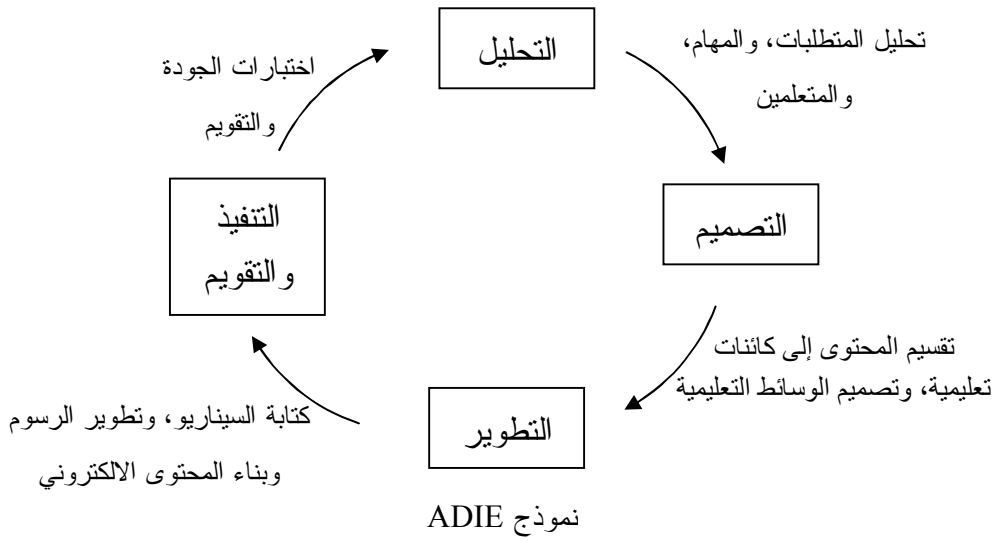 التحليل
تحليل المتطلبات، والمهام،
والمتعلمين
التصميم
تقسيم المحتوى إلى كائنات
تعليمية، وتصميم الوسائط التعليمية
التطوير
كتابة السيناريو، وتطوير الرسوم
وبناء المحتوى الالكتروني
التنفيذ
والتقويم
اختبارات الجودة
والتقويم
نموذج ADIE